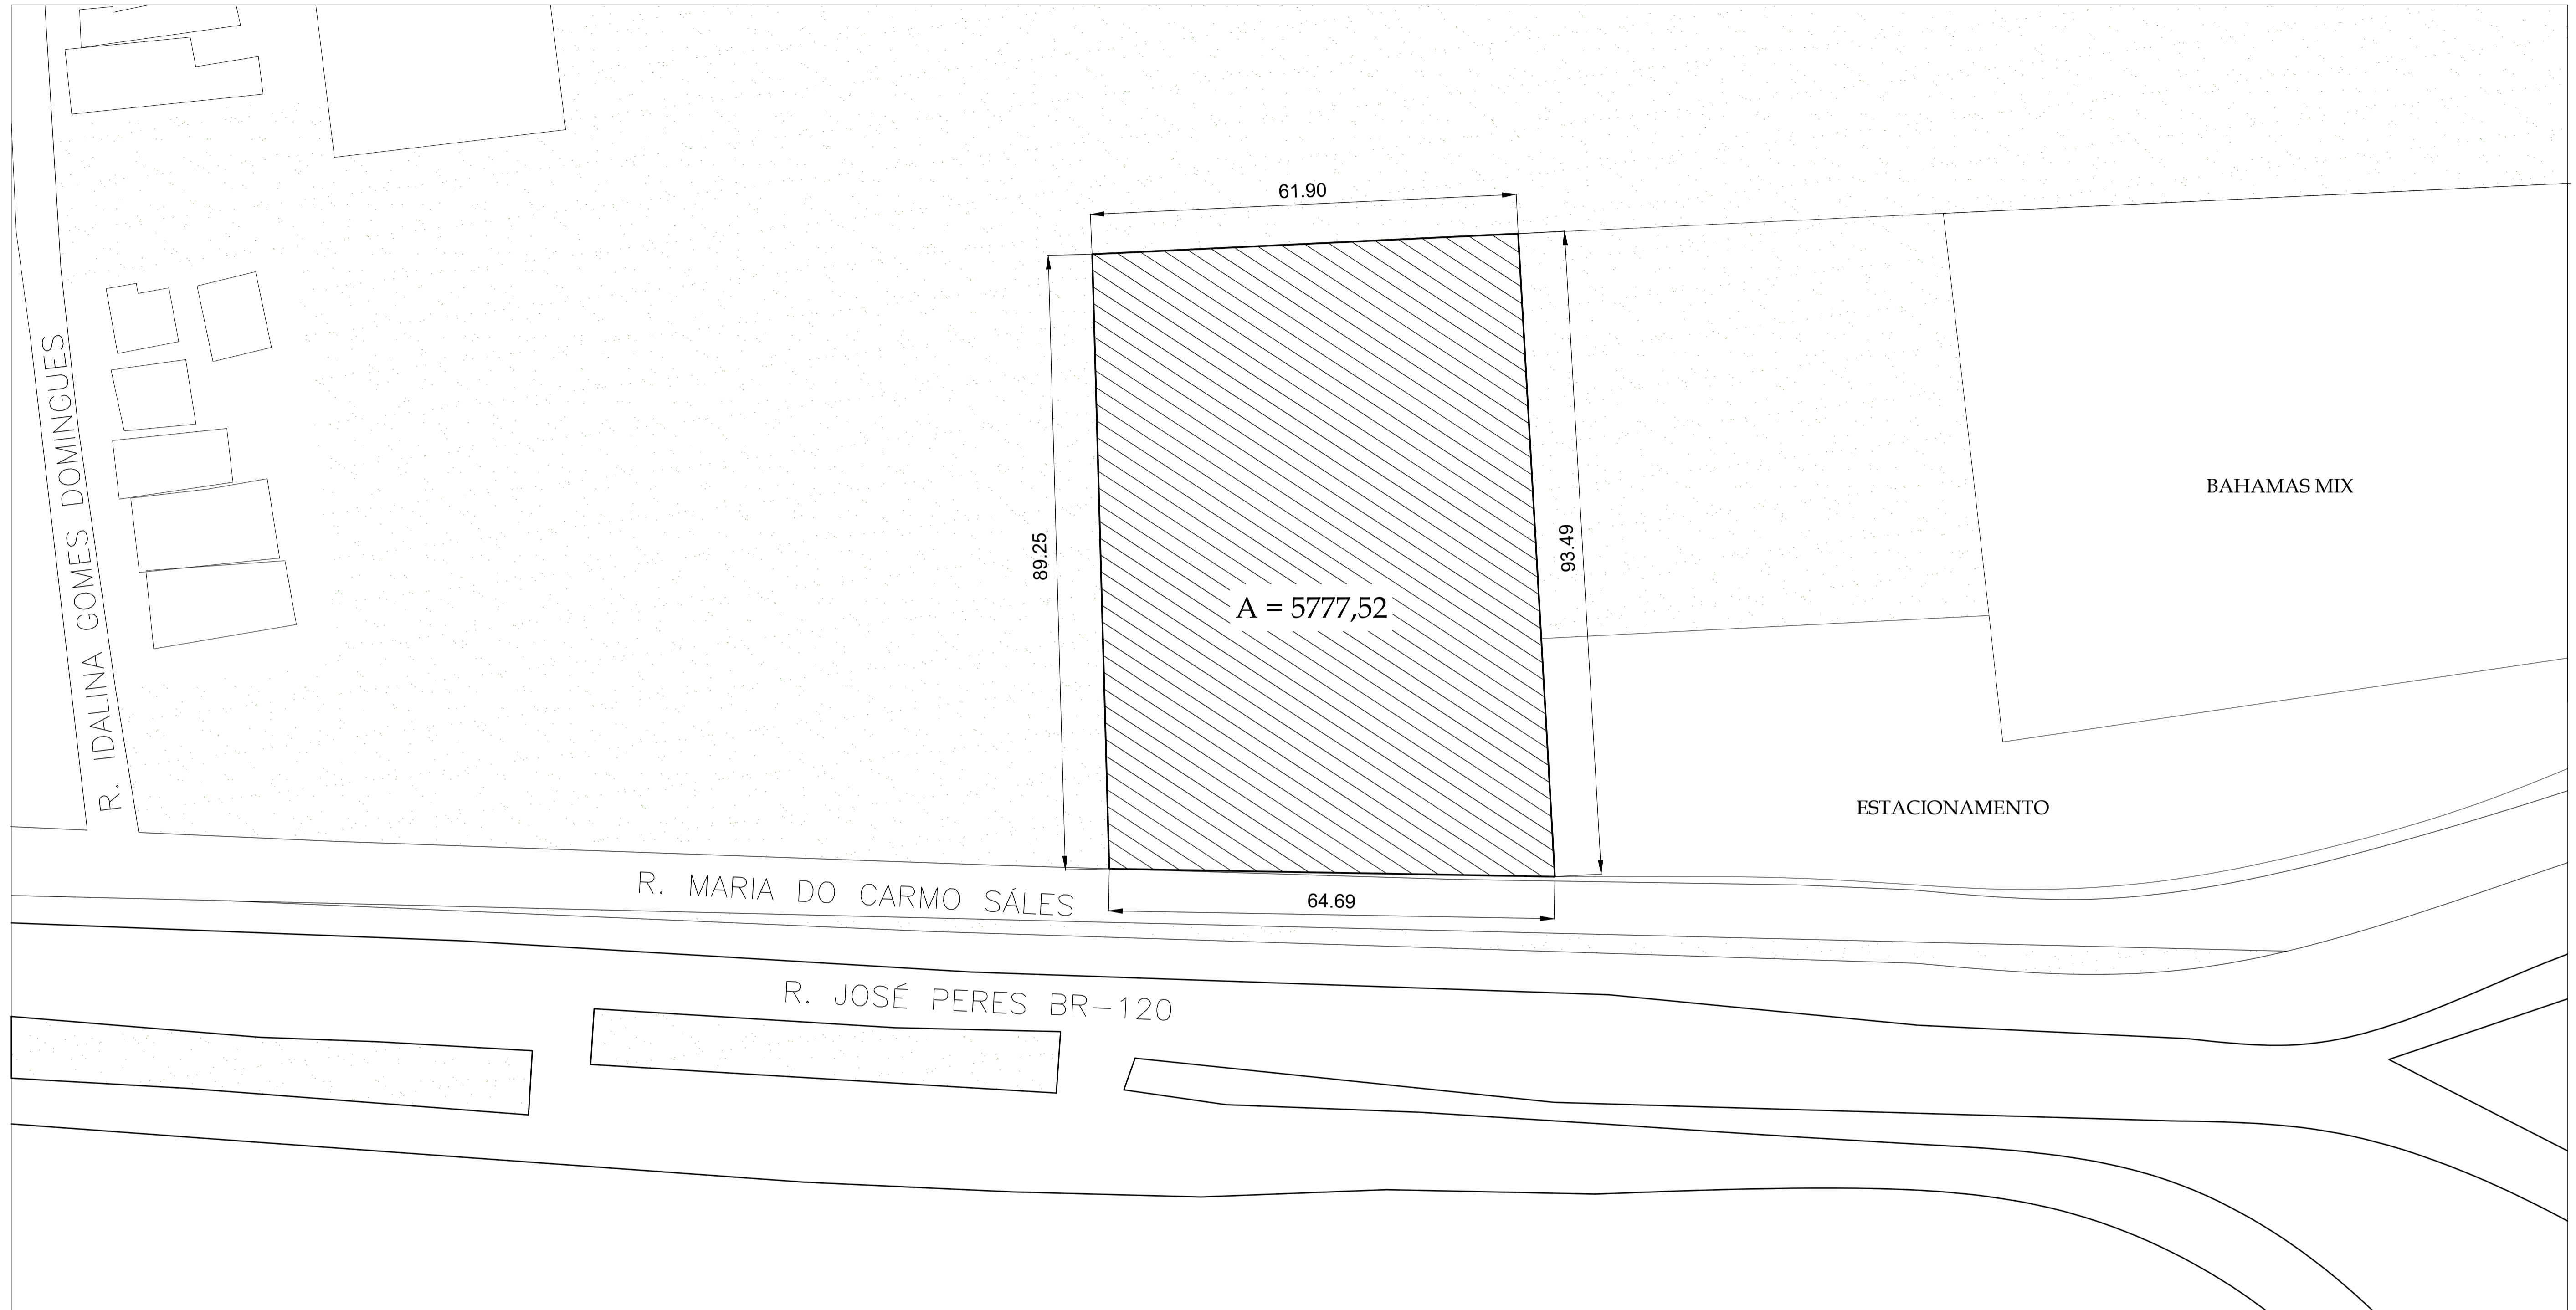 61.90
R. IDALINA GOMES DOMINGUES
89.25
93.49
BAHAMAS MIX
A = 5777,52
ESTACIONAMENTO
R. MARIA DO CARMO SÁLES
64.69
R. JOSÉ PERES BR-120